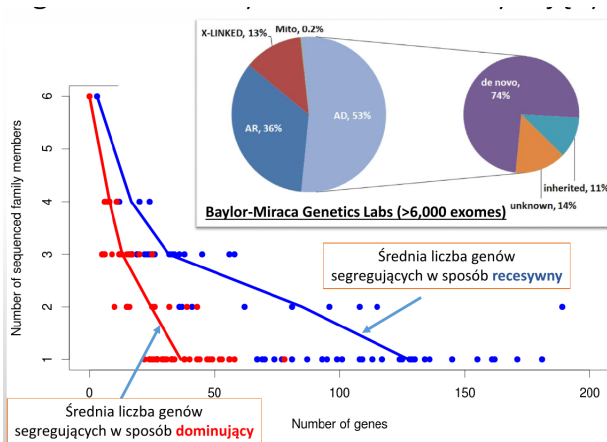 X-LINKED, 13%
Mito, 0.2%
AR, 36%
AD, 53%
de novo,
74%
inherited, 11%
unknown, 14%
Baylor-Miraca Genetics Labs (>6,000 exomes)
Number of sequenced family members
6
5
4
3
2
1
Średnia liczba genów
segregujących w sposób recesywny
0
50
100
150
200
Number of genes
Średnia liczba genów
segregujących w sposób dominujący